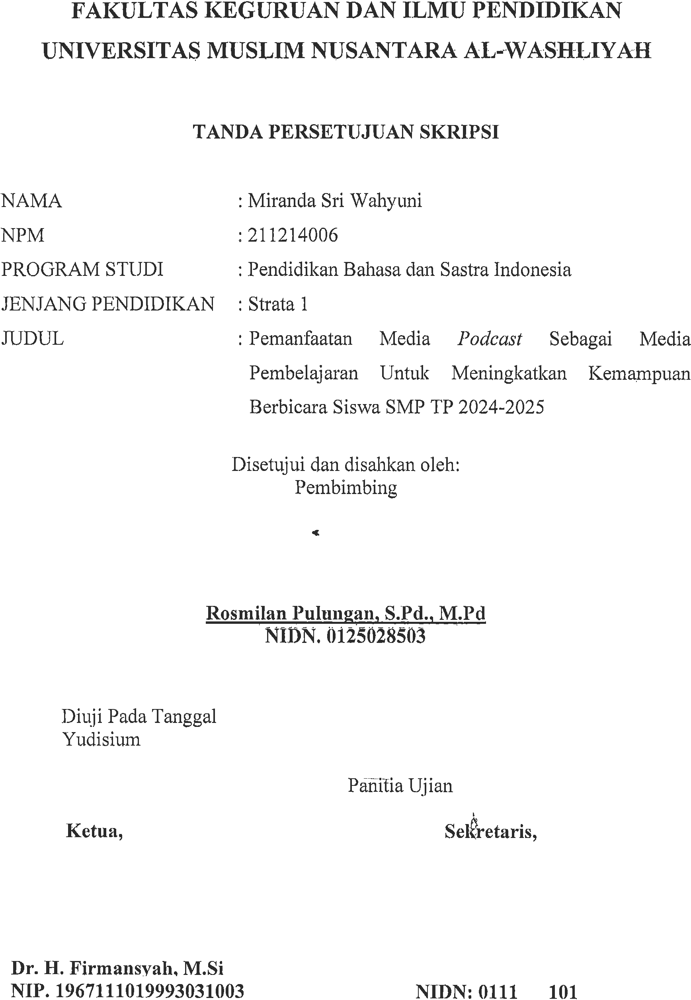 FAKULTAS KEGURUAN DAN ILMU PENDIDIKAN
UNIVERSITAS MUSLIM NUSANTARA AL-WASHLIYAH
TANDA PERSETUJUAN SKRIPSI
NAMA : Miranda Sri Wahyuni
NPM : 211214006
PROGRAM STUDI : Pendidikan Bahasa dan Sastra Indonesia
JENJANG PENDIDIKAN : Strata 1
JUDUL : Pemanfaatan Media Podcast Sebagai Media
Pembelajaran Untuk Meningkatkan Kemampuan
Berbicara Siswa SMP TP 2024-2025
Disetujui dan disahkan oleh:
Pembimbing
Rosmilan Pulungan, S.Pd., M.Pd
NIDN. 0125028503
Diuji Pada Tanggal
Yudisium
Panitia Ujian
Ketua, Sekretaris,
Dr. H. Firmansyah, M.Si
NIP. 196711101999303​1003 NIDN: 0111 101